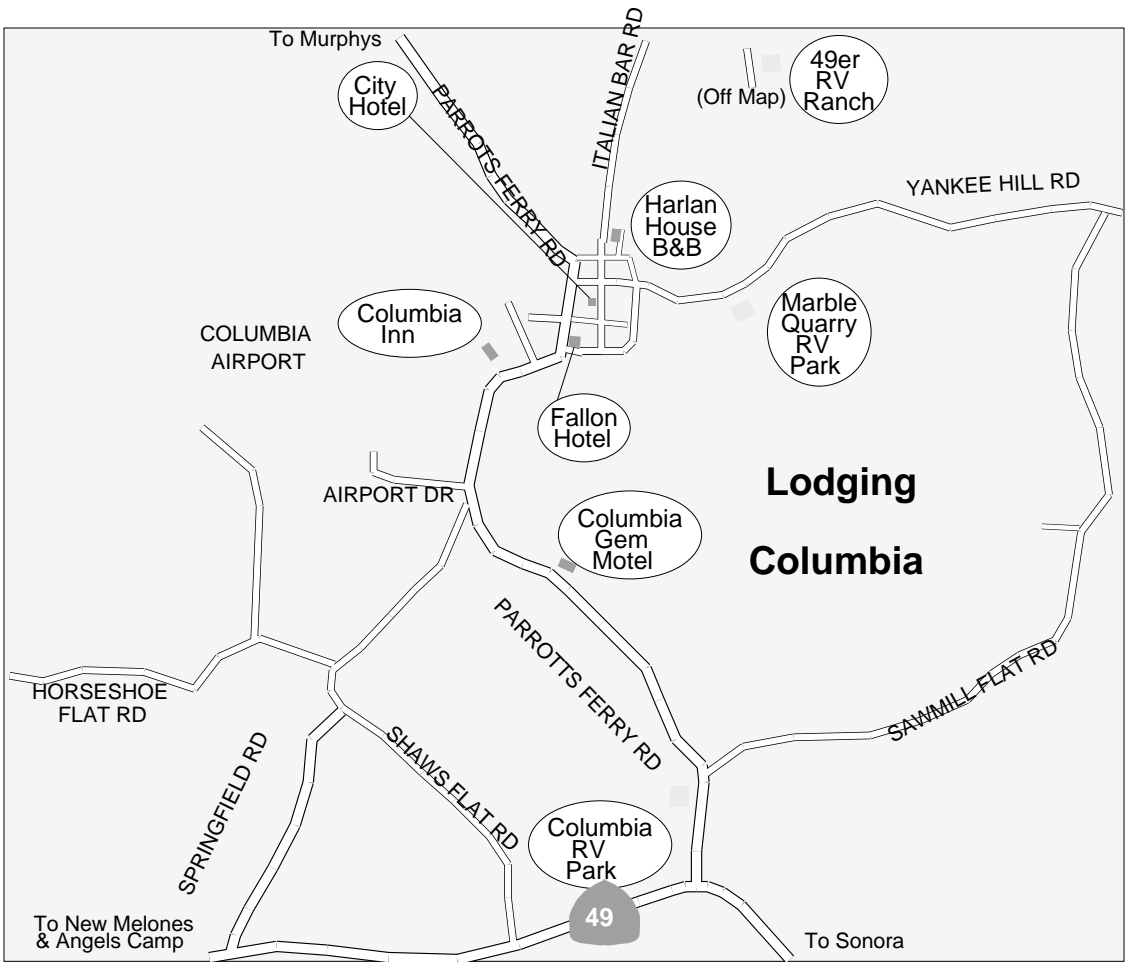 To Murphys
ITALIAN BAR RD
City
Hotel
PARROTS FERRY RD
(Off Map)
49er
RV
Ranch
YANKEE HILL RD
Harlan
House
B&B
Columbia
Inn
COLUMBIA
AIRPORT
Marble
Quarry
RV
Park
Fallon
Hotel
Lodging
Columbia
AIRPORT DR
Columbia
Gem
Motel
PARROTTS FERRY RD
HORSESHOE
FLAT RD
SAWMILL FLAT RD
SPRINGFIELD RD
SHAWS FLAT RD
Columbia
RV
Park
49
To New Melones
& Angels Camp
To Sonora